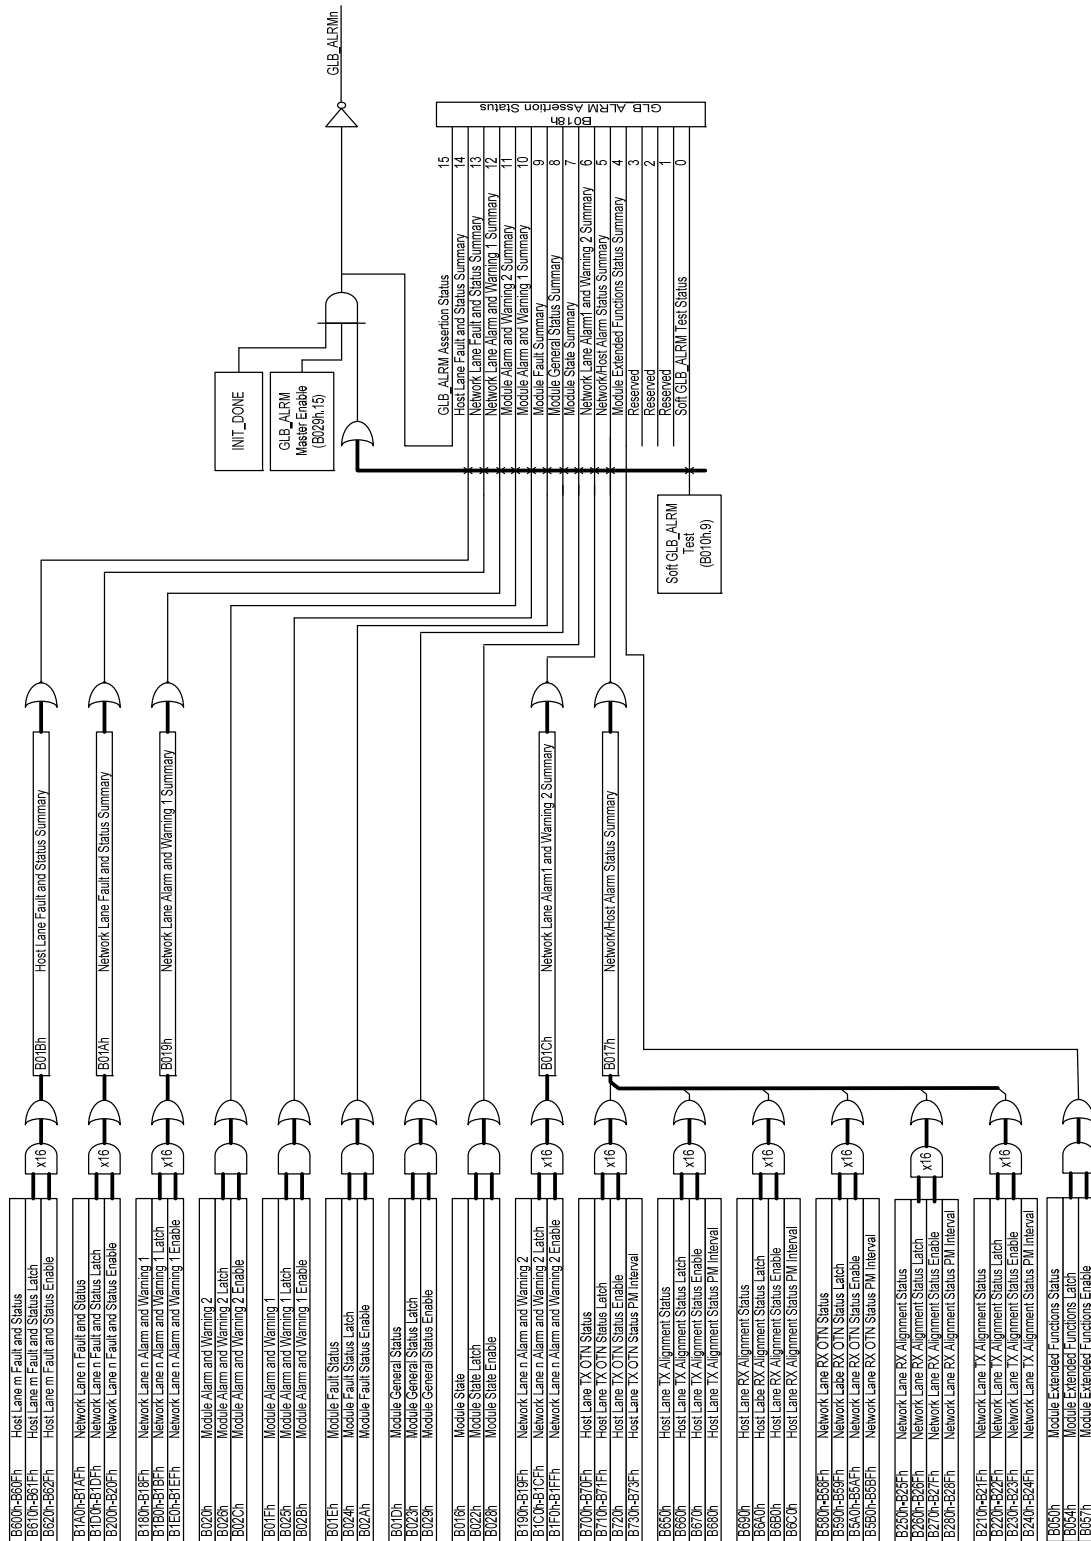 GLB_ALRMn
GLB_ALRM Assertion Status
B018h
15
14
13
12
11
10
9
8
7
6
5
4
3
2
1
0
GLB_ALRM Assertion Status
Host Lane Fault and Status Summary
Network Lane Fault and Status Summary
Network Lane Alarm and Warning 1 Summary
Module Alarm and Warning 2 Summary
Module Alarm and Warning 1 Summary
Module Fault Summary
Module General Status Summary
Module State Summary
Network Lane Alarm1 and Warning 2 Summary
Network/Host Alarm Status Summary
Module Extended Functions Status Summary
Reserved
Reserved
Reserved
Soft GLB_ALRM Test Status
INIT_DONE
GLB_ALRM
Master Enable
(B029h.15)
Soft GLB_ALRM
Test
(B010h.9)
B01Bh Host Lane Fault and Status Summary
B01Ah Network Lane Fault and Status Summary
B019h Network Lane Alarm and Warning 1 Summary
B01Ch Network Lane Alarm1 and Warning 2 Summary
B017h Network/Host Alarm Status Summary
x16
x16
x16
x16
x16
x16
x16
x16
x16
x16
B600h-B60Fh Host Lane m Fault and Status
B610h-B61Fh Host Lane m Fault and Status Latch
B620h-B62Fh Host Lane m Fault and Status Enable
B1A00h-B1AFh Network Lane n Fault and Status
B1D00h-B1DFh Network Lane n Fault and Status Latch
B200h-B20Fh Network Lane n Fault and Status Enable
B180h-B18Fh Network Lane n Alarm and Warning 1
B1B00h-B1BFh Network Lane n Alarm and Warning 1 Latch
B1E00h-B1EFh Network Lane n Alarm and Warning 1 Enable
B020h Module Alarm and Warning 2
B026h Module Alarm and Warning 2 Latch
B02Ch Module Alarm and Warning 2 Enable
B01Fh Module Alarm and Warning 1
B025h Module Alarm and Warning 1 Latch
B02Bh Module Alarm and Warning 1 Enable
B01Eh Module Fault Status
B024h Module Fault Status Latch
B02Ah Module Fault Status Enable
B01Dh Module General Status
B023h Module General Status Latch
B029h Module General Status Enable
B016h Module State
B022h Module State Latch
B028h Module State Enable
B190h-B19Fh Network Lane n Alarm and Warning 2
B1C00h-B1CFh Network Lane n Alarm and Warning 2 Latch
B1F00h-B1FFh Network Lane n Alarm and Warning 2 Enable
B700h-B70Fh Host Lane TX OTN Status
B710h-B71Fh Host Lane TX OTN Status Latch
B720h Host Lane TX OTN Status Enable
B730h-B73Fh Host Lane TX OTN Status PM Interval
B650h Host Lane TX Alignment Status
B660h Host Lane TX Alignment Status Latch
B670h Host Lane TX Alignment Status Enable
B680h Host Lane TX Alignment Status PM Interval
B690h Host Lane RX Alignment Status
B6A0h Host Labe RX Alignment Status Latch
B6B0h Host Lane RX Alignment Status Enable
B6C0h Host Lane RX Alignment Status PM Interval
B580h-B58Fh Network Lane RX OTN Status
B590h-B59Fh Network Labe RX OTN Status Latch
B5A00h-B5AFh Network Lane RX OTN Status Enable
B5B00h-B5BFh Network Lane RX OTN Status PM Interval
B250h-B25Fh Network Lane RX Alignment Status
B260h-B26Fh Network Lane RX Alignment Status Latch
B270h-B27Fh Network Lane RX Alignment Status Enable
B280h-B28Fh Network Lane RX Alignment Status PM Interval
B210h-B21Fh Network Lane TX Alignment Status
B220h-B22Fh Network Lane TX Alignment Status Latch
B230h-B23Fh Network Lane TX Alignment Status Enable
B240h-B24Fh Network Lane TX Alignment Status PM Interval
B050h Module Extended Functions Status
B054h Module Extended Functions Latch
B057h Module Extended Functions Enable